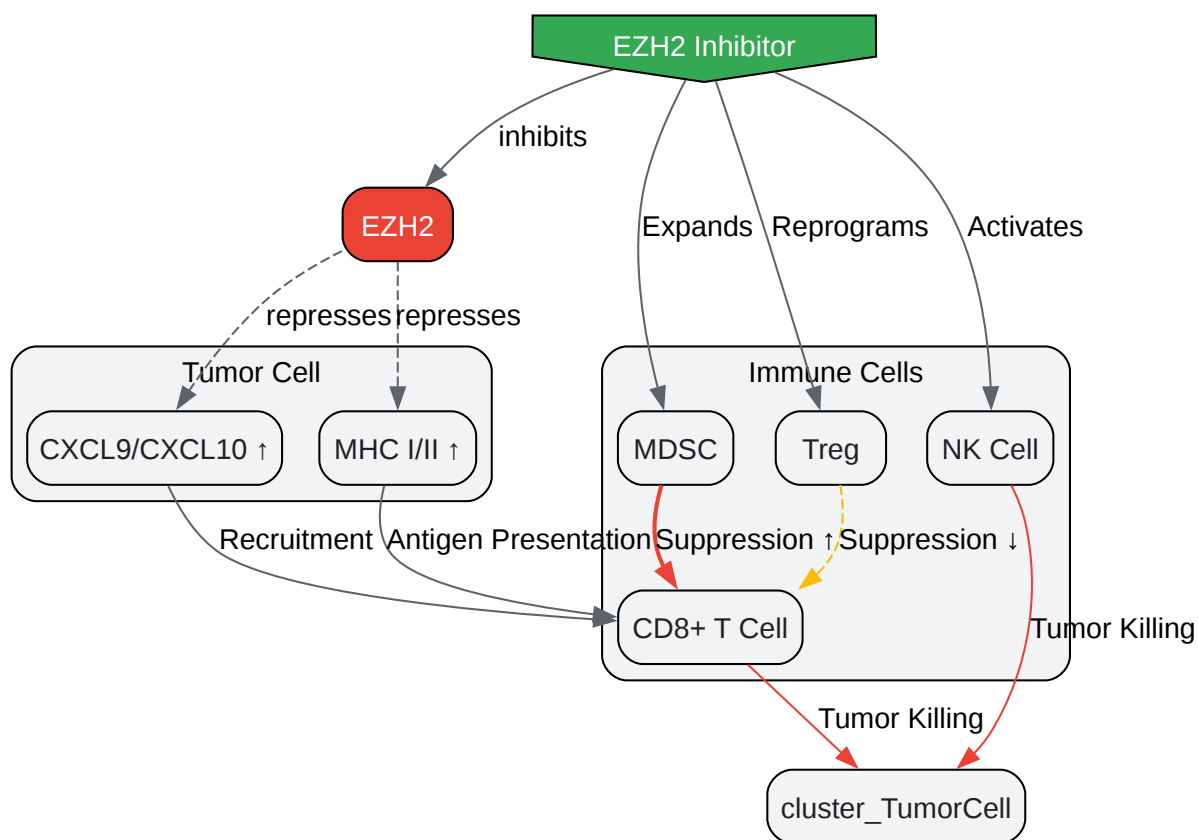 EZH2 Inhibitor
inhibits
EZH2
Expands
Reprograms
Activates
represses
represses
Tumor Cell
Immune Cells
CXCL9/CXCL10 ↑
MHC I/II ↑
MDSC
Treg
NK Cell
Recruitment
Antigen Presentation
Suppression ↑
Suppression ↓
CD8+ T Cell
Tumor Killing
Tumor Killing
cluster_TumorCell